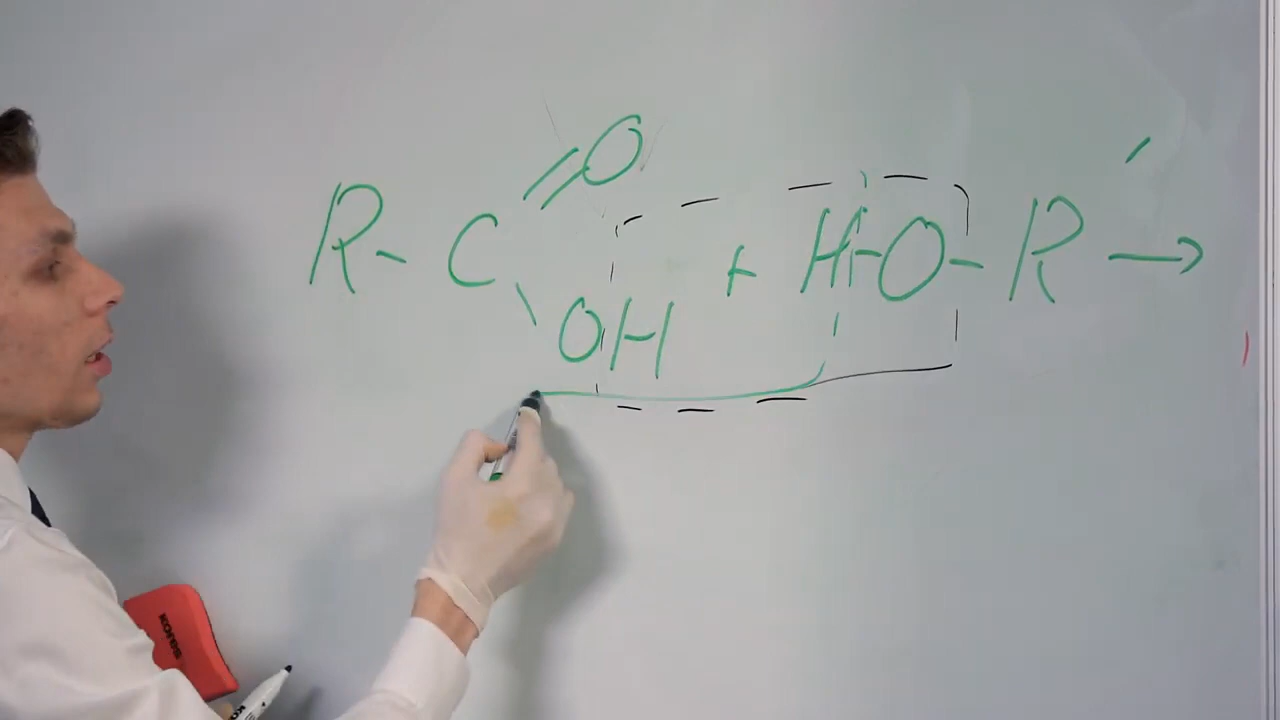 O
R-C + H-O-R' →
OH